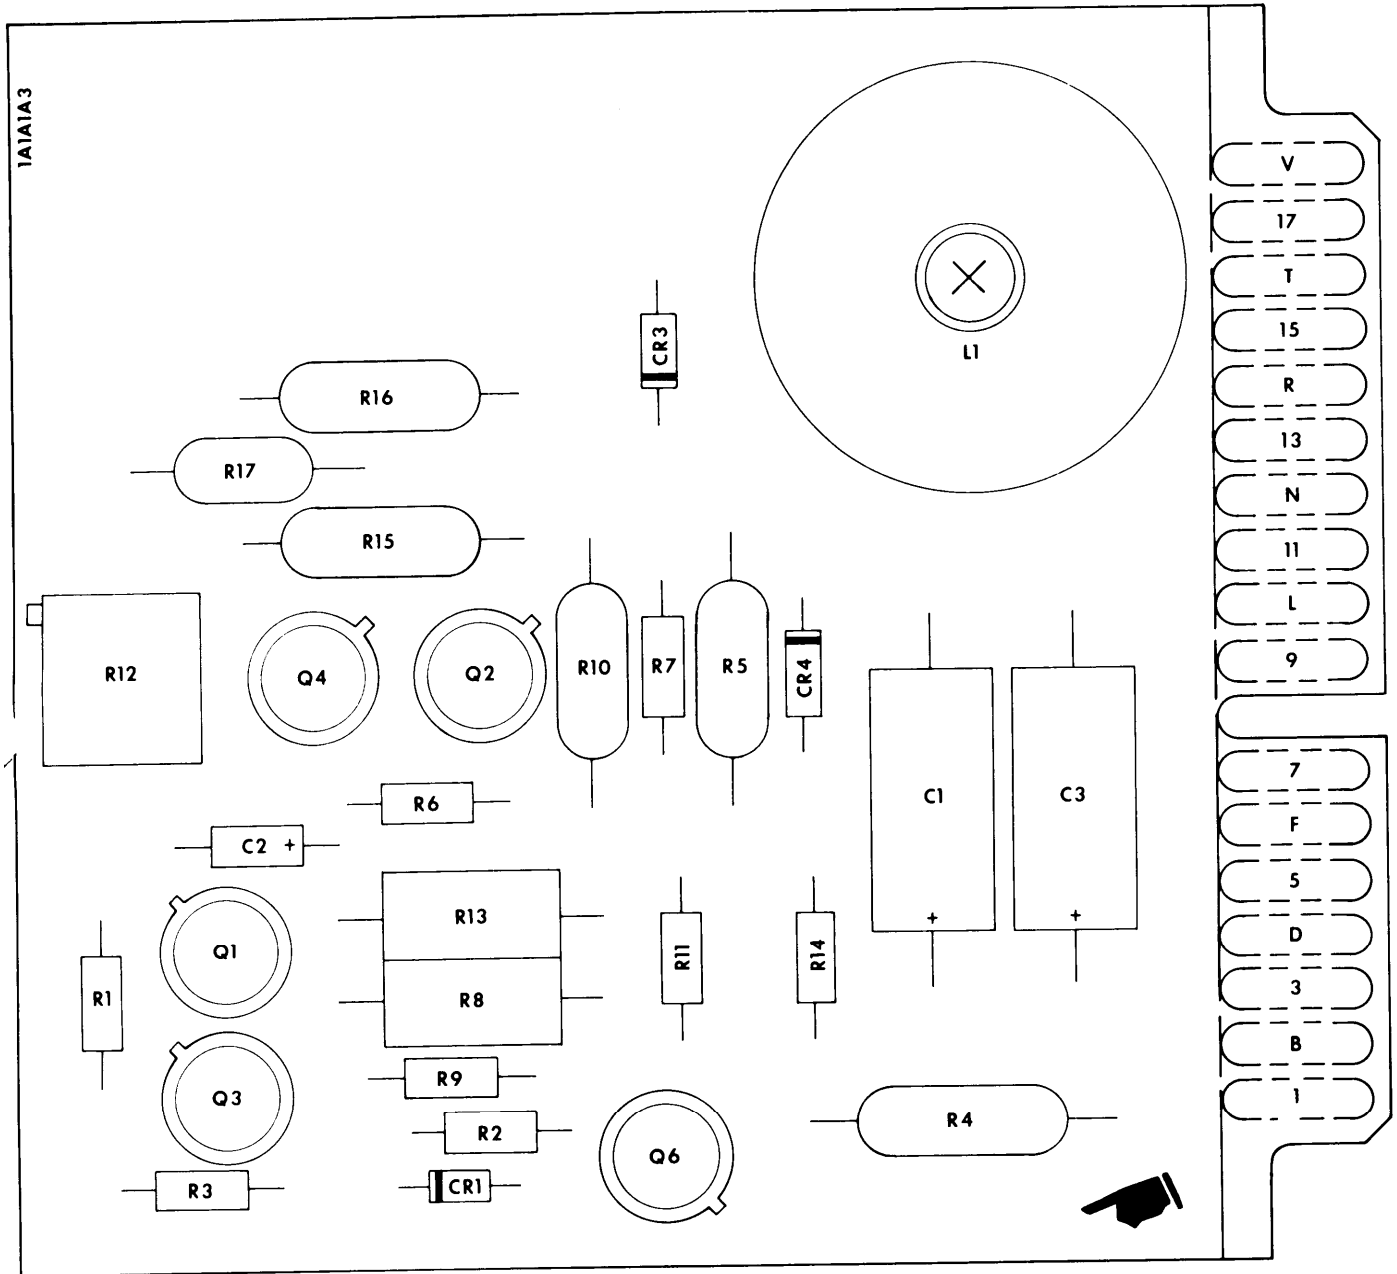 1A1A1A3
V
17
T
CR3
15
L1
R
R16
13
R17
N
R15
11
L
9
R12
Q4
Q2
R10
R7
R5
CR4
7
C1
C3
R6
F
C2 +
5
R13
+
+
D
Q1
R11
R14
3
R1
R8
B
R9
1
Q3
R4
R2
Q6
R3
CR1